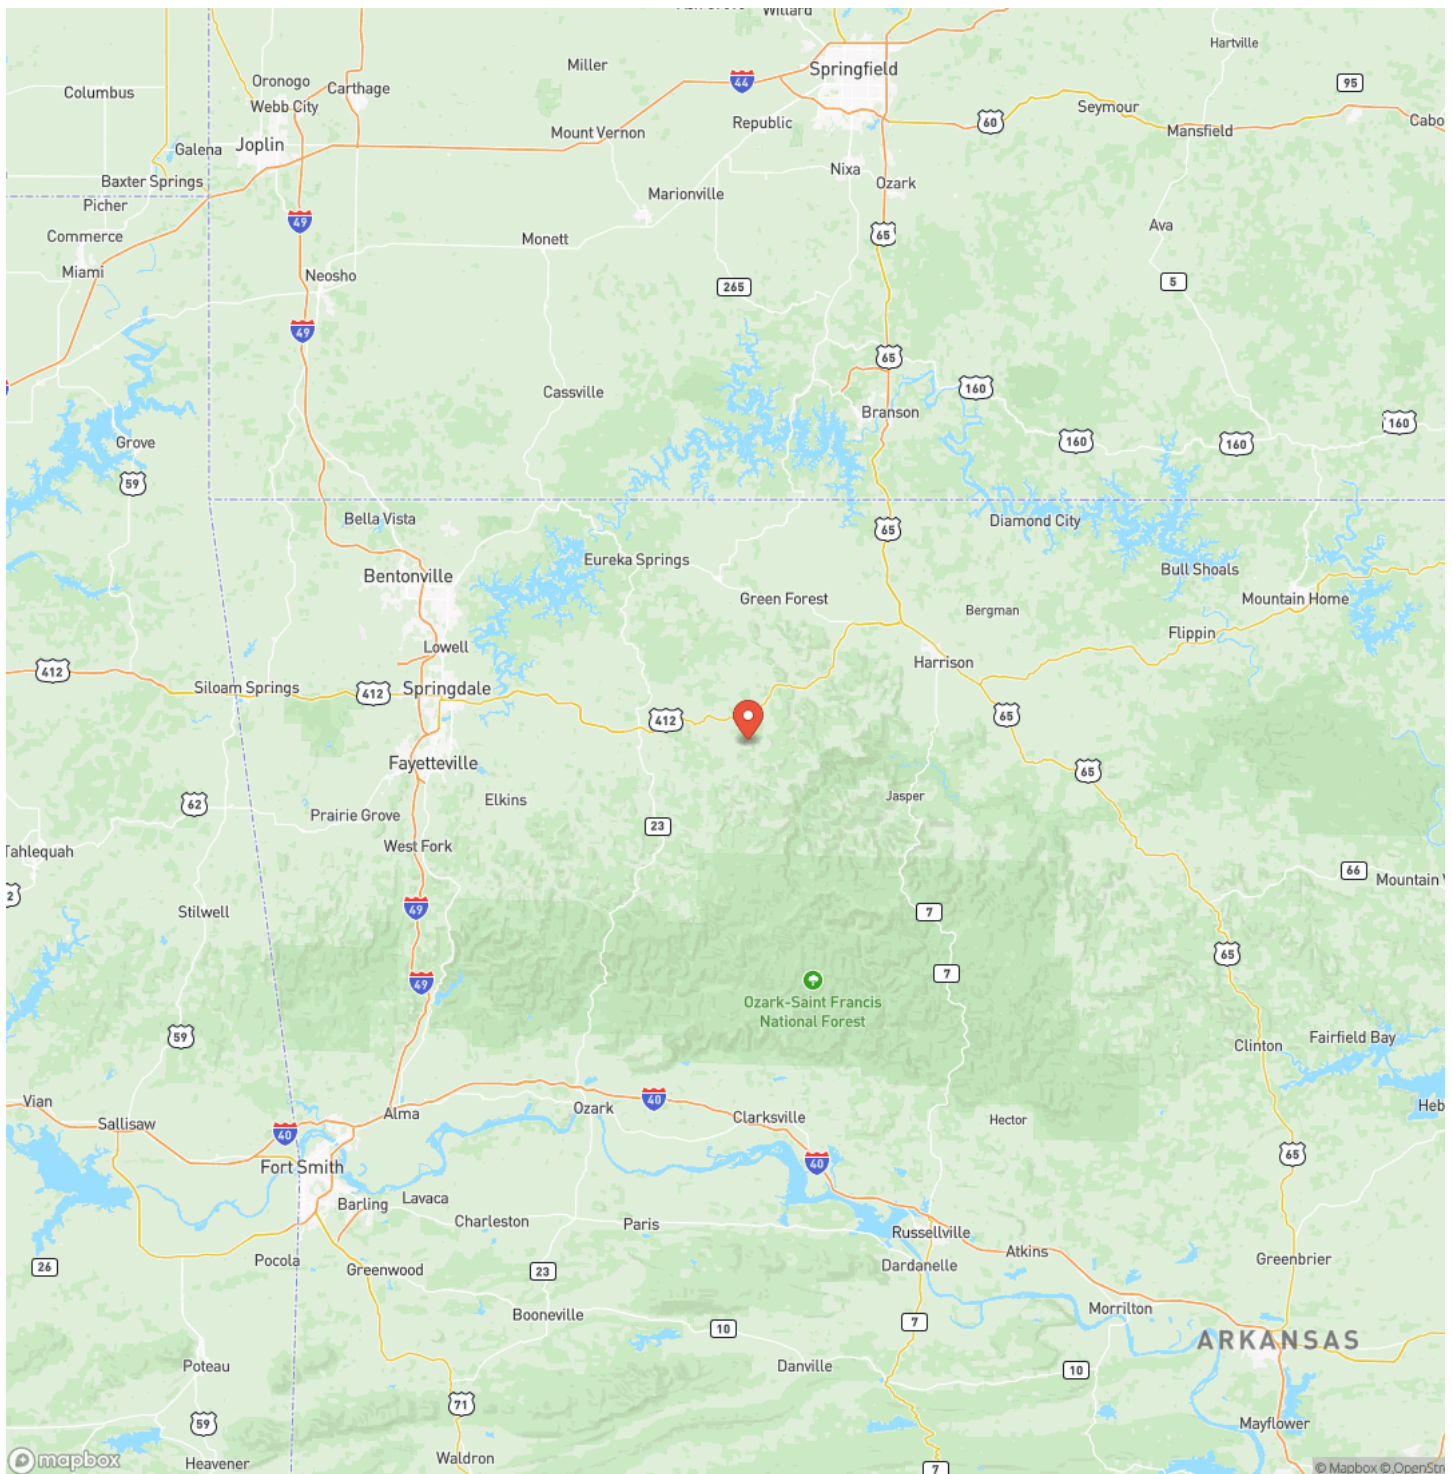 Willard
Springfield
Hartville
Miller
44
95
Oronogo
Carthage
Columbus
Webb City
Seymour
Republic
60
Mansfield
Mount Vernon
Joplin
Galena
Nixa
Ozark
Baxter Springs
Marionville
Picher
49
65
Ava
Commerce
Monett
Miami
Neosho
265
5
49
65
160
Cassville
Branson
160
Grove
160
160
59
Bella Vista
65
Diamond City
Eureka Springs
Bull Shoals
Bentonville
Green Forest
Bergman
Mountain Home
Flippin
Lowell
Harrison
412
Siloam Springs
412
Springdale
412
65
Fayetteville
65
62
Elkins
Jasper
Prairie Grove
23
West Fork
Tahlequah
66
Mountain V
2
49
Stilwell
7
65
49
7
Ozark-Saint Francis
National Forest
59
Clinton
Fairfield Bay
Vian
Alma
Ozark
40
Clarksville
Hector
Heb
Sallisaw
40
65
Fort Smith
40
Barling
Lavaca
Charleston
Paris
Russellville
Pocola
Atkins
Greenbrier
26
Greenwood
23
Dardanelle
Booneville
Morrilton
10
7
ARKANSAS
Poteau
Danville
10
71
59
Mayflower
Heavener
Waldron
7
mapbox
© Mapbox © OpenStre